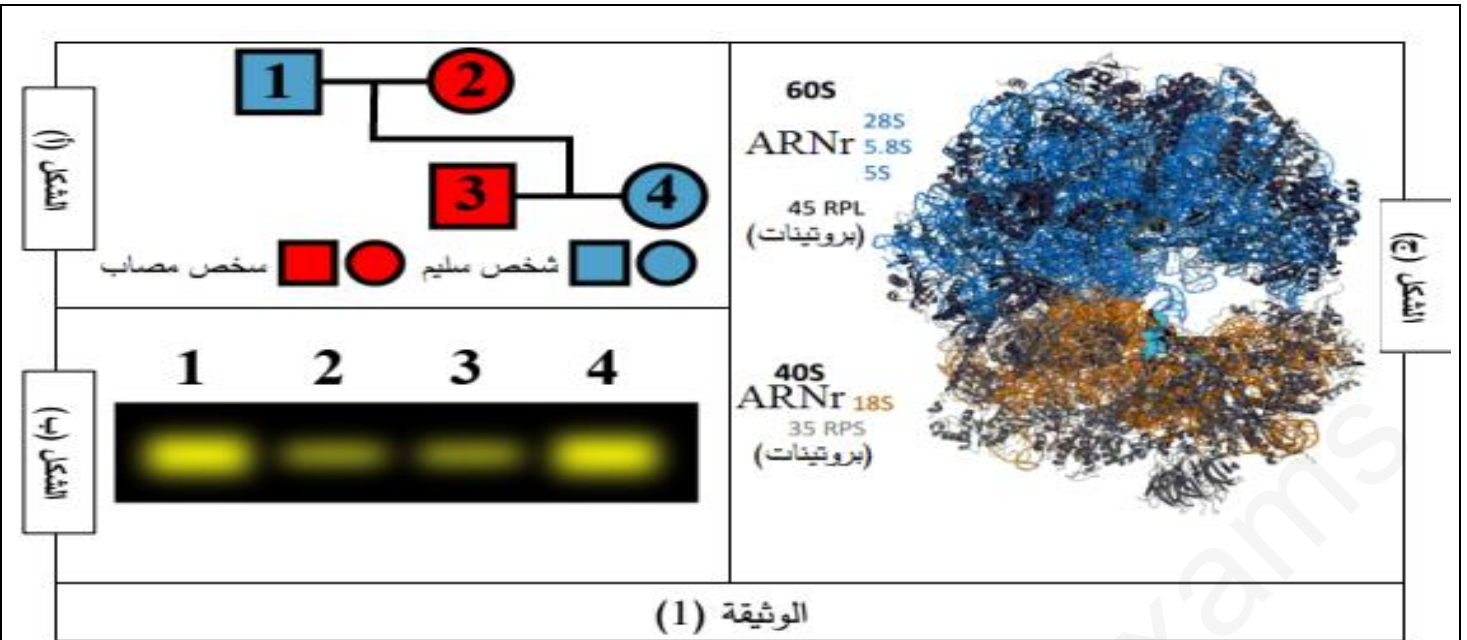 الشكل (أ)
1
2
3
4
شخص سليم
سخص مصاب
الشكل (ب)
1 2 3 4
60S
ARNr 28S
5.8S
5S
45 RPL
(بروتينات)
40S
ARNr 18S
35 RPS
(بروتينات)
الشكل (ج)
الوثيقة (1)